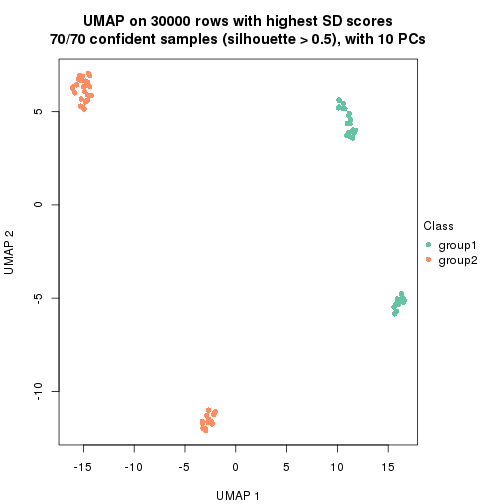 UMAP on 30000 rows with highest SD scores
70/70 confident samples (silhouette > 0.5), with 10 PCs
5
0
-5
-10
UMAP 2
Class
group1
group2
-15
-10
-5
0
5
10
15
UMAP 1